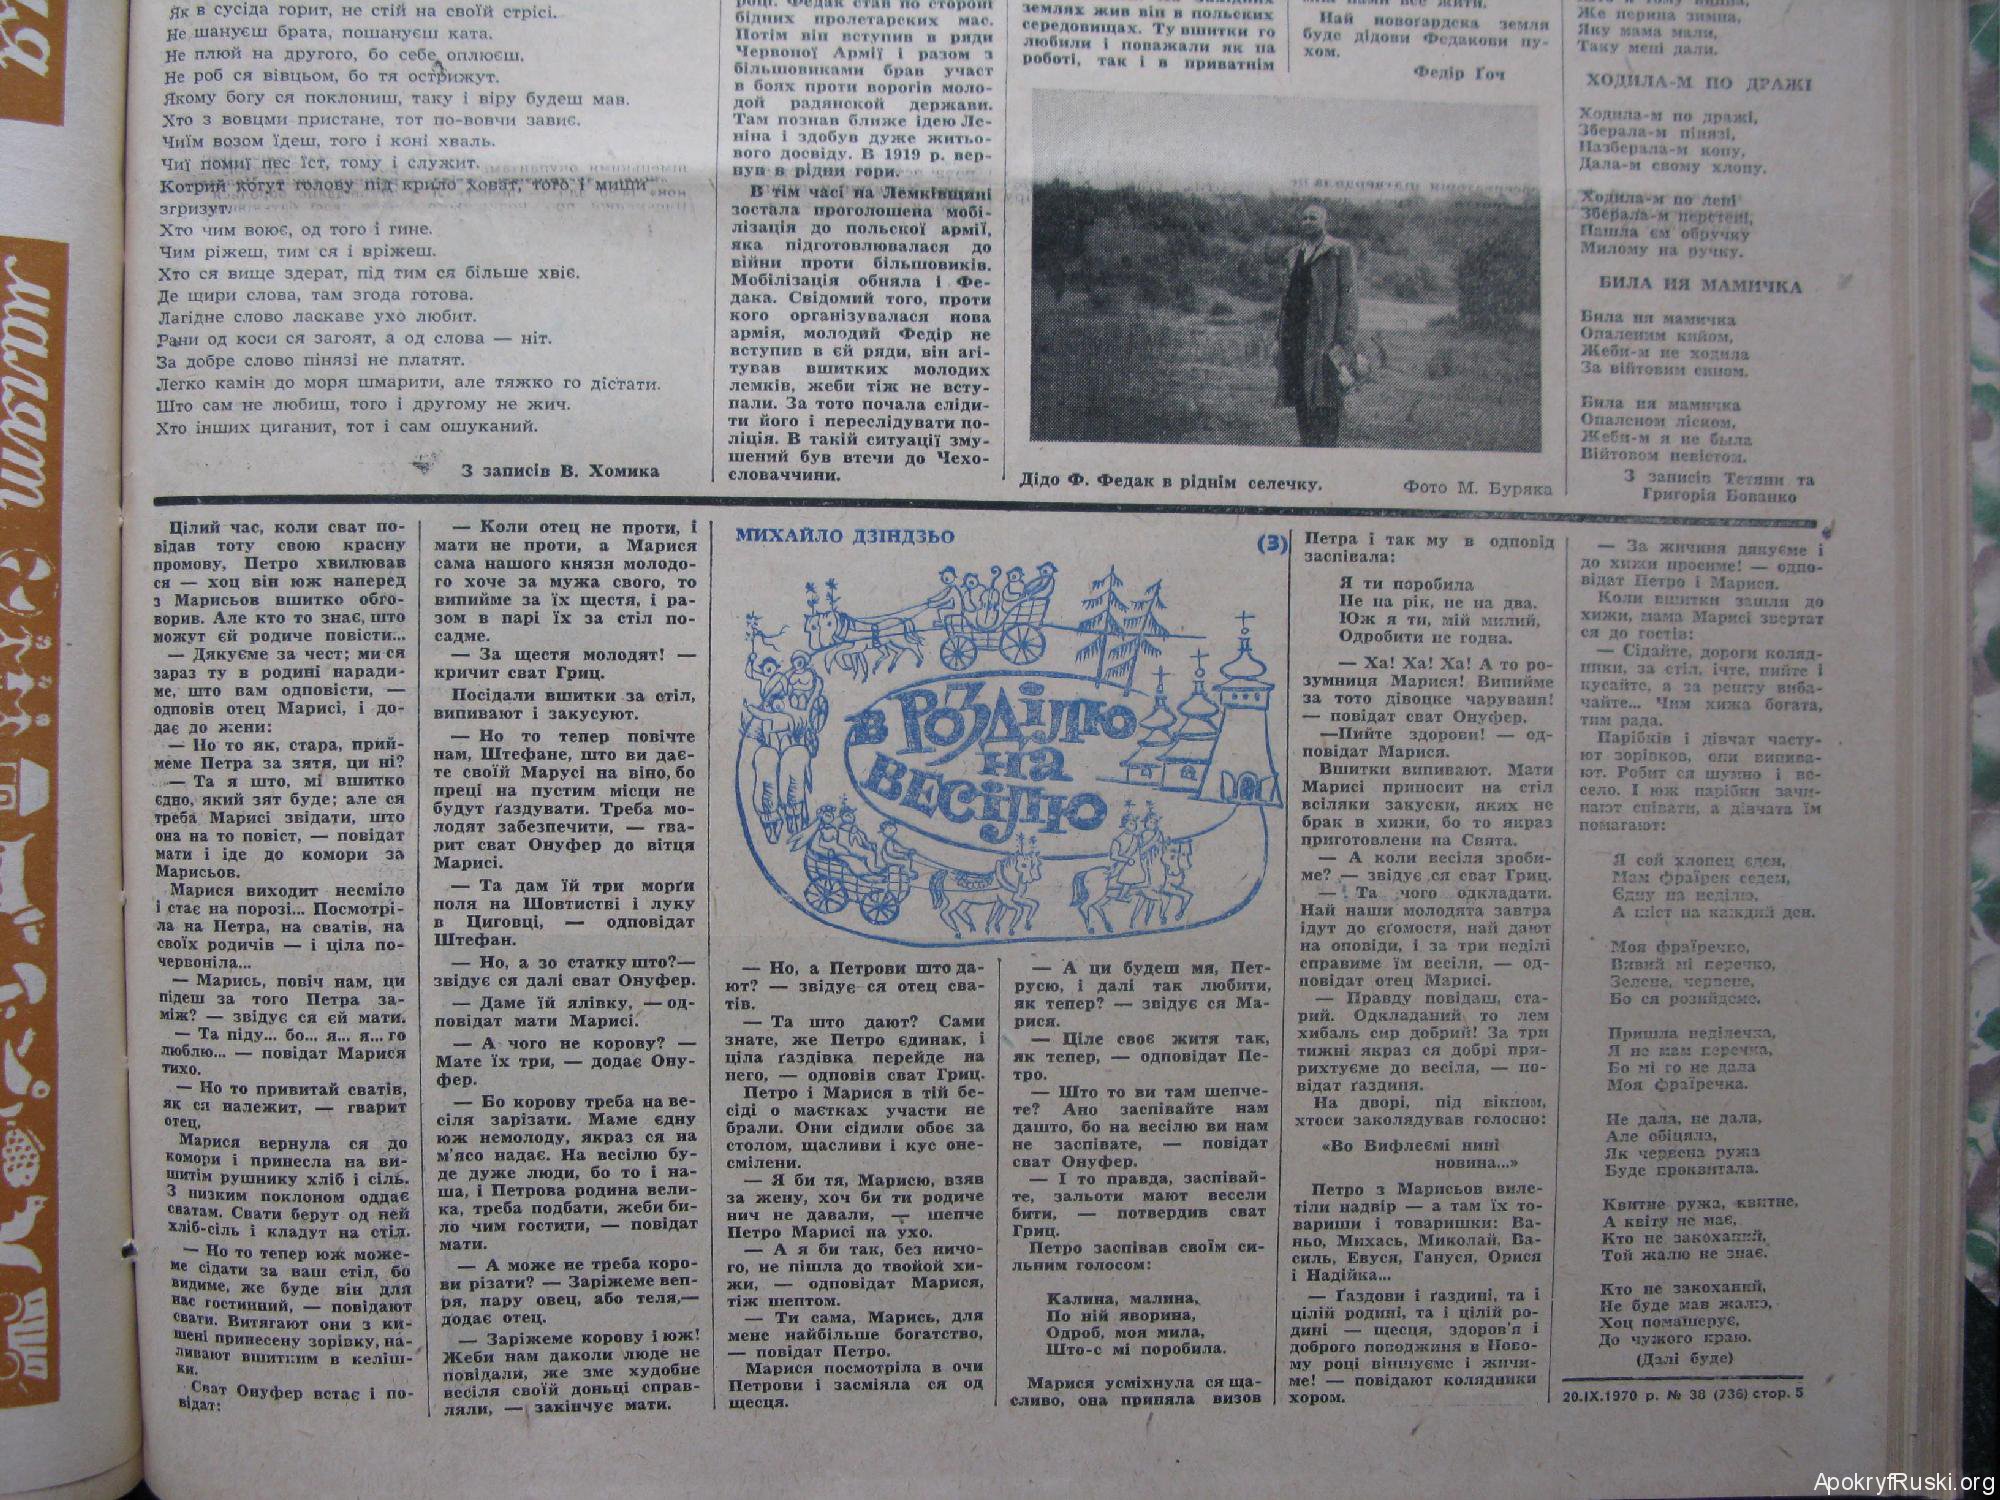 Як в сусіда горит, не стій на своїй стрісі.
Не шануєш брата, пошануєш ката.
Не плюй на другого, бо себе оплюєш.
Не роб ся вівцьом, бо тя острижут.
Якому богу ся поклониш, таку і віру будеш мав.
Хто з вовцми пристане, тот по-вовчи завиє.
Чиїм возом їдеш, того і коні хваль.
Чиї помиї пес їст, тому і служит.
Котрий когут голову під крило ховат, того і миши
згризут.
Хто чим воює, од того і гине.
Чим ріжеш, тим ся і вріжеш.
Хто ся вище здерат, під тим ся більше хвіє.
Де щири слова, там згода готова.
Лагідне слово ласкаве ухо любит.
Рани од коси ся загоят, а од слова — ніт.
За добре слово пінязі не платят.
Легко камін до моря шмарити, але тяжко го дістати.
Што сам не любиш, того і другому не жич.
Хто інших циганит, тот і сам ошуканий.
З записів В. Хомика
році. Федак став по стороні
бідних пролетарских мас.
Потім він вступив в ряди
Червоної Армії і разом з
більшовиками брав участ
в боях проти ворогів моло-
дой радянской держави.
Там познав ближе ідею Ле-
ніна і здобув дуже житьо-
вого досвіду. В 1919 р. вер-
нув в рідни гори.
В тім часі на Лемківщині
зостала проголошена мобі-
лізація до польской армії,
яка підготовлювалася до
війни проти більшовиків.
Мобілізація обняла і Фе-
дака. Свідомий того, проти
кого організувалася нова
армія, молодий Федір не
вступив в єй ряди, він агі-
тував вшитких молодих
лемків, жеби тіж не всту-
пали. За тото почала сліди-
ти його і переслідувати по-
ліція. В такій ситуації зму-
шений був втечи до Чехо-
словаччини.
землях жив він в польских
середовищах. Ту вшитки го
любили і поважали як на
роботі, так і в приватнім
Най новогардска земля
буде дідови Федакови пу-
хом.
Федір Ґоч
Дідо Ф. Федак в ріднім селечку.
Фото М. Буряка
Же перина зимна,
Яку мама мали,
Таку мені дали.
ХОДИЛА-М ПО ДРАЖІ
Ходила-м по дражі,
Зберала-м пінязі,
Назберала-м копу,
Дала-м свому хлопу.
Ходила-м по лені
Зберала-м перстені,
Нашла єм обручку
Милому на ручку.
БИЛА НЯ МАМИЧКА
Била ня мамичка
Опаленим кийом,
Жеби-м не ходила
За війтовим сином.
Била ня мамичка
Опаленом ліском,
Жеби-м я не была
Війтовом невістом.
З записів Тетяни та
Григорія Бованко
Цілий час, коли сват по-
відав тоту свою красну
промову, Петро хвилював
ся — хоц він юж наперед
з Марисьов вшитко обго-
ворив. Але кто то знає, што
можут єй родиче повісти...
— Дякуєме за чест; ми ся
зараз ту в родині наради-
ме, што вам одповісти, —
одповів отец Марисі, і до-
дає до жени:
— Но то як, стара, прий-
меме Петра за зятя, ци ні?
— Та я што, мі вшитко
єдно, який зят буде; але ся
треба Марисі звідати, што
она на то повіст, — повідат
мати і іде до комори за
Марисьов.
Марися виходит несміло
і стає на порозі... Посмотрі-
ла на Петра, на сватів, на
своїх родичів — і ціла по-
червоніла...
— Марись, повіч нам, ци
підеш за того Петра за-
між? — звідує ся єй мати.
— Та піду... бо... я... я... го
люблю... — повідат Марися
тихо.
— Но то привитай сватів,
як ся належит, — гварит
отец.
Марися вернула ся до
комори і принесла на ви-
шитім рушнику хліб і сіль.
З низким поклоном оддає
сватам. Свати берут од ней
хліб-сіль і кладут на стіл.
— Но то тепер юж може-
ме сідати за ваш стіл, бо
видиме, же буде він для
нас гостинний, — повідают
свати. Витягают они з ки-
шені принесену зорівку, на-
ливают вшитким в келіш-
ки.
Сват Онуфер встає і по-
відат:
— Коли отец не проти, і
мати не проти, а Марися
сама нашого князя молодо-
го хоче за мужа свого, то
випийме за їх щестя, і ра-
зом в парі їх за стіл по-
садме.
— За щестя молодят! —
кричит сват Гриц.
Посідали вшитки за стіл,
випивают і закусуют.
— Но то тепер повічте
нам, Штефане, што ви дає-
те своїй Марусі на віно, бо
преці на пустим місци не
будут ґаздувати. Треба мо-
лодят забезпечити, — гва-
рит сват Онуфер до вітця
Марисі.
— Та дам їй три морґи
поля на Шовтистві і луку
в Циговці, — одповідат
Штефан.
— Но, а зо статку што?—
звідує ся далі сват Онуфер.
— Даме їй ялівку, — од-
повідат мати Марисі.
— А чого не корову? —
Мате їх три, — додає Ону-
фер.
— Бо корову треба на ве-
сіля зарізати. Маме єдну
юж немолоду, якраз ся на
м'ясо надає. На весілю бу-
де дуже люди, бо то і на-
ша, і Петрова родина вели-
ка, треба подбати, жеби би-
ло чим гостити, — повідат
мати.
— А може не треба коро-
ви різати? — Заріжеме веп-
ря, пару овец, або теля,—
додає отец.
— Заріжеме корову і юж!
Жеби нам даколи люде не
повідали, же зме худобне
весіля своїй доньці справ-
ляли, — закінчує мати.
МИХАЙЛО ДЗІНДЗЬО
(3)
в РОЗДІЛЮ
на
ВЕСІЛЮ
— Но, а Петрови што да-
ют? — звідує ся отец сва-
тів.
— Та што дают? Сами
знате, же Петро єдинак, і
ціла ґаздівка перейде на
него, — одповів сват Гриц.
Петро і Марися в тій бе-
сіді о маєтках участи не
брали. Они сідили обоє за
столом, щасливи і кус оне-
смілени.
— Я би тя, Марисю, взяв
за жену, хоч би ти родиче
нич не давали, — шепче
Петро Марисі на ухо.
— А я би так, без ничо-
го, не пішла до твойой хи-
жи, — одповідат Марися,
тіж шептом.
— Ти сама, Марись, для
мене найбільше богатство,
— повідат Петро.
Марися посмотріла в очи
Петрови і засміяла ся од
щесця.
— А ци будеш мя, Пет-
русю, і далі так любити,
як тепер? — звідує ся Ма-
рися.
— Ціле своє житя так,
як тепер, — одповідат Пе-
тро.
— Што то ви там шепче-
те? Ано заспівайте нам
дашто, бо на весілю ви нам
не заспівате, — повідат
сват Онуфер.
— І то правда, заспівай-
те, зальоти мают весели
бити, — потвердив сват
Гриц.
Петро заспівав своїм си-
льним голосом:
Калина, малина,
По ній яворина,
Одроб, моя мила,
Што-с мі поробила.
Марися усміхнула ся ща-
сливо, она приняла визов
Петра і так му в одповід
заспівала:
Я ти поробила
Не на рік, не на два.
Юж я ти, мій милий,
Одробити не годна.
— Ха! Ха! Ха! А то ро-
зумниця Марися! Випийме
за тото дівоцке чаруваня!
— повідат сват Онуфер.
—Пийте здорови! — од-
повідат Марися.
Вшитки випивают. Мати
Марисі приносит на стіл
всіляки закуски, яких не
брак в хижи, бо то якраз
приготовлени на Свята.
— А коли весіля зроби-
ме? — звідує ся сват Гриц.
— Та чого одкладати.
Най наши молодята завтра
ідут до єґомостя, най дают
на оповіди, і за три неділі
справиме їм весіля, — од-
повідат отец Марисі.
— Правду повідаш, ста-
рий. Одкладаний то лем
хибаль сир добрий! За три
тижні якраз ся добрі при-
рихтуєме до весіля, — по-
відат ґаздиня.
На дворі, під вікном,
хтоси заколядував голосно:
«Во Вифлеємі нині
новина...»
Петро з Марисьов виле-
тіли надвір — а там їх то-
вариши і товаришки: Ва-
ньо, Михась, Миколай, Ва-
силь, Евуся, Гануся, Орися
і Надійка...
— Ґаздови і ґаздині, та і
цілій родині, та і цілій ро-
дині — щесця, здоров'я і
доброго поводжиня в Ново-
му році віншуєме і жичи-
ме! — повідают колядники
хором.
— За жичиня дякуєме і
до хижи просиме! — одпо-
відат Петро і Марися.
Коли вшитки зашли до
хижи, мама Марисі звертат
ся до гостів:
— Сідайте, дороги коляд-
ники, за стіл, їчте, пийте і
кусайте, а за решту виба-
чайте... Чим хижа богата,
тим рада.
Парібків і дівчат часту-
ют зорівков, они випива-
ют. Робит ся шумно і ве-
село. І юж парібки зачи-
нают співати, а дівчата їм
помагают:
Я сой хлопец єден,
Мам фраїрек седем,
Єдну на неділю,
А шіст на каждий ден.
Моя фраїречко,
Вивий мі перечко,
Зелене, червене,
Бо ся розийдеме.
Пришла неділечка,
Я не мам перечка,
Бо мі го не дала
Моя фраїречка.
Не дала, не дала,
Але обіцяла,
Як червена ружа
Буде проквитала.
Квитне ружа, квитне,
А квіту не має,
Кто не закоханий,
Той жалю не знає.
Кто не закоханий,
Не буде мав жалю,
Хоц помашерує,
До чужого краю.
(Далі буде)
20.IX.1970 р. № 38 (736) стор. 5
ApokryfRuski.org